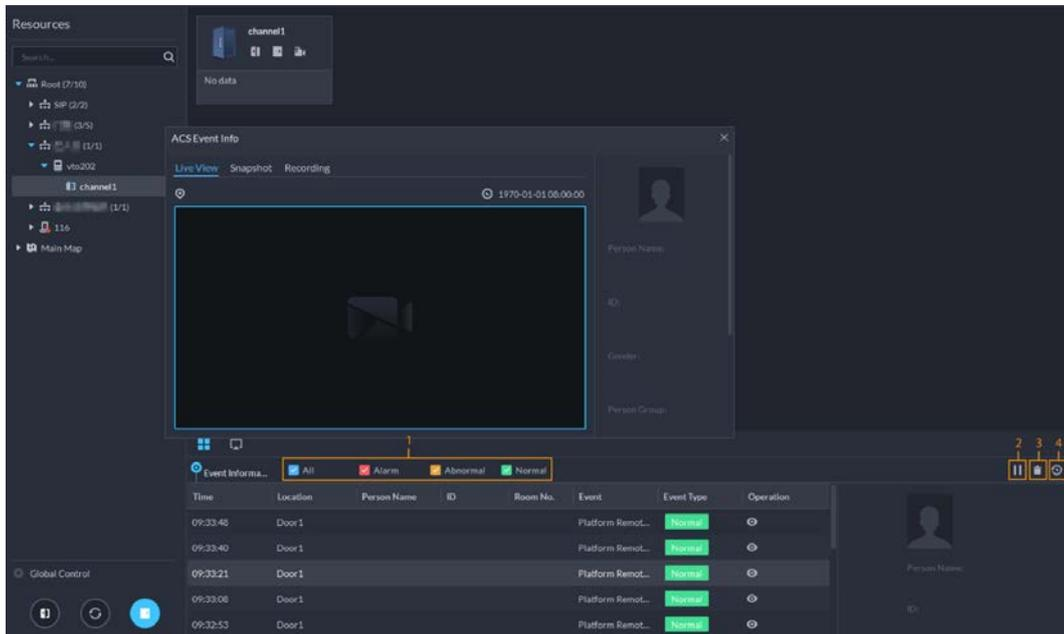 Resources
channel1
Search...
No data
Root (7/10)
SIP (2/2)
(3/5)
(1/1)
vto202
channel1
(1/1)
116
Main Map
ACS Event Info
Live View Snapshot Recording
1970-01-01 08:00:00
Person Name:
ID:
Gender:
Person Group:
1
2 3 4
Event Informa... All Alarm Abnormal Normal
Time Location Person Name ID Room No. Event Event Type Operation
09:33:48 Door1 Platform Remot... Normal
09:33:40 Door1 Platform Remot... Normal
09:33:21 Door1 Platform Remot... Normal
09:33:08 Door1 Platform Remot... Normal
09:32:53 Door1 Platform Remot... Normal
Person Name:
ID:
Global Control